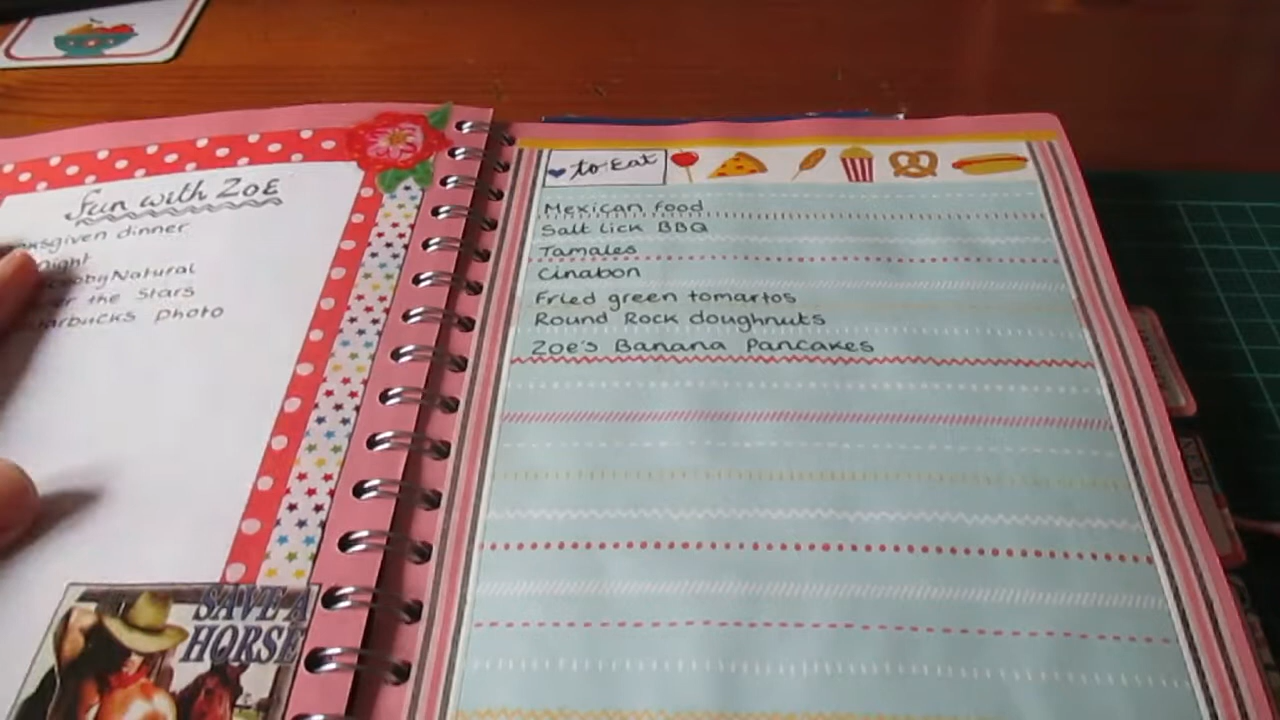 fun with ZOE
dinner
Night
Natural
the Stars
photo
SAVE A
HORSE
to Eat
Mexican food
Salt lick BBQ
Tamales
Cinabon
Fried green tomartos
Round Rock doughnuts
Zoe's Banana Pancakes